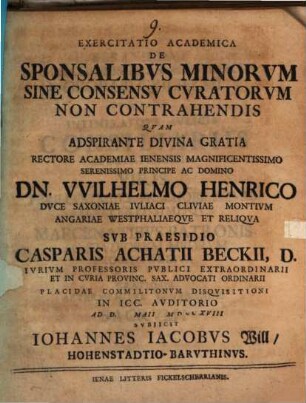 9.
EXERCITATIO ACADEMICA
DE
SPONSALIBVS MINORVM
SINE CONSENSV CVRATORVM
NON CONTRAHENDIS
QVAM
ADSPIRANTE DIVINA GRATIA
RECTORE ACADEMIAE IENENSIS MAGNIFICENTISSIMO
SERENISSIMO PRINCIPE AC DOMINO
DN. VVILHELMO HENRICO
DVCE SAXONIAE IVLIACI CLIVIAE MONTIVM
ANGARIAE WESTPHALIAEQVE ET RELIQVA
SVB PRAESIDIO
CASPARIS ACHATII BECKII, D.
IVRIVM PROFESSORIS PVBLICI EXTRAORDINARII
ET IN CVRIA PROVINC. SAX. ADVOCATI ORDINARII
PLACIDAE COMMILITONVM DISQVISITIONI
IN ICC. AVDITORIO
AD D. MAII
SVBIICIT
IOHANNES IACOBVS Will/
HOHENSTADTIO-BARVTHINVS.
IENAE LITTERIS FICKELSCHERRIANIS.